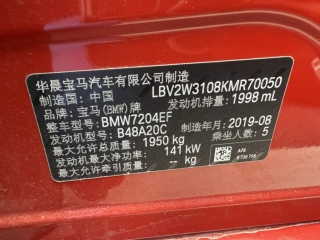 华晨宝马汽车有限公司制造
LBV2W3108KMR70050
制造国：中国
发动机排量：1998 mL
品牌：宝马(BMW)牌
整车型号：BMW7204EF
发动机型号：B48A20C
制造年月：2019-08
最大允许总质量：1950 kg
乘坐人数：5
发动机最大净功率：141 kW
最大允许牵引质量：-- kg
A75